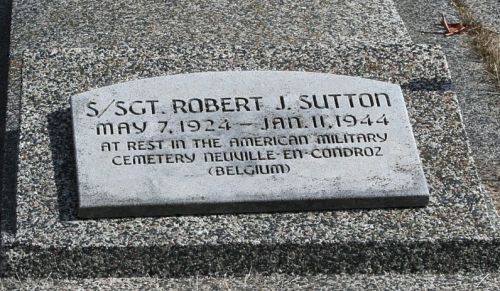 S/SGT. ROBERT J. SUTTON
MAY 7, 1924 – JAN. 11, 1944
AT REST IN THE AMERICAN MILITARY
CEMETERY NEUVILLE-EN-CONDROZ
(BELGIUM)